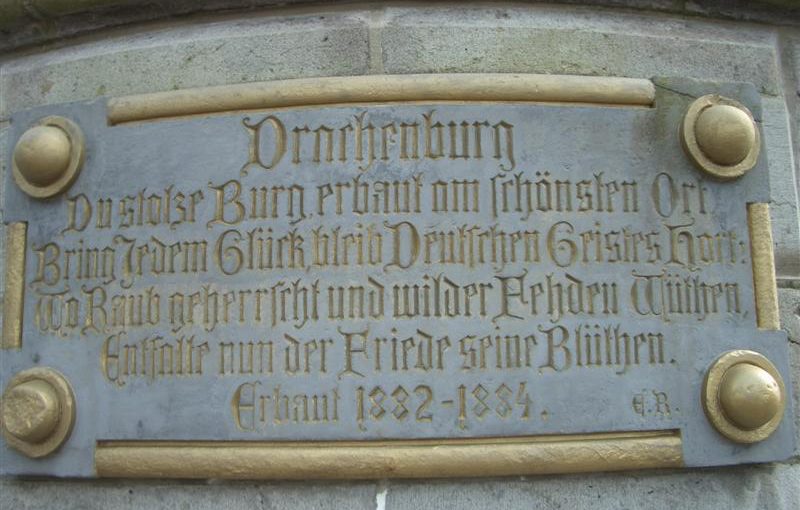 Drachenburg
Du stolze Burg, erbaut am schönsten Ort,
Bring Jedem Glück, bleib Deutschen Geistes Hort:
Wo Raub geherrscht und wilder Fehden Wüthen,
Entfalte nun der Friede seine Blüthen.
Erbaut 1882-1884.
E.R.